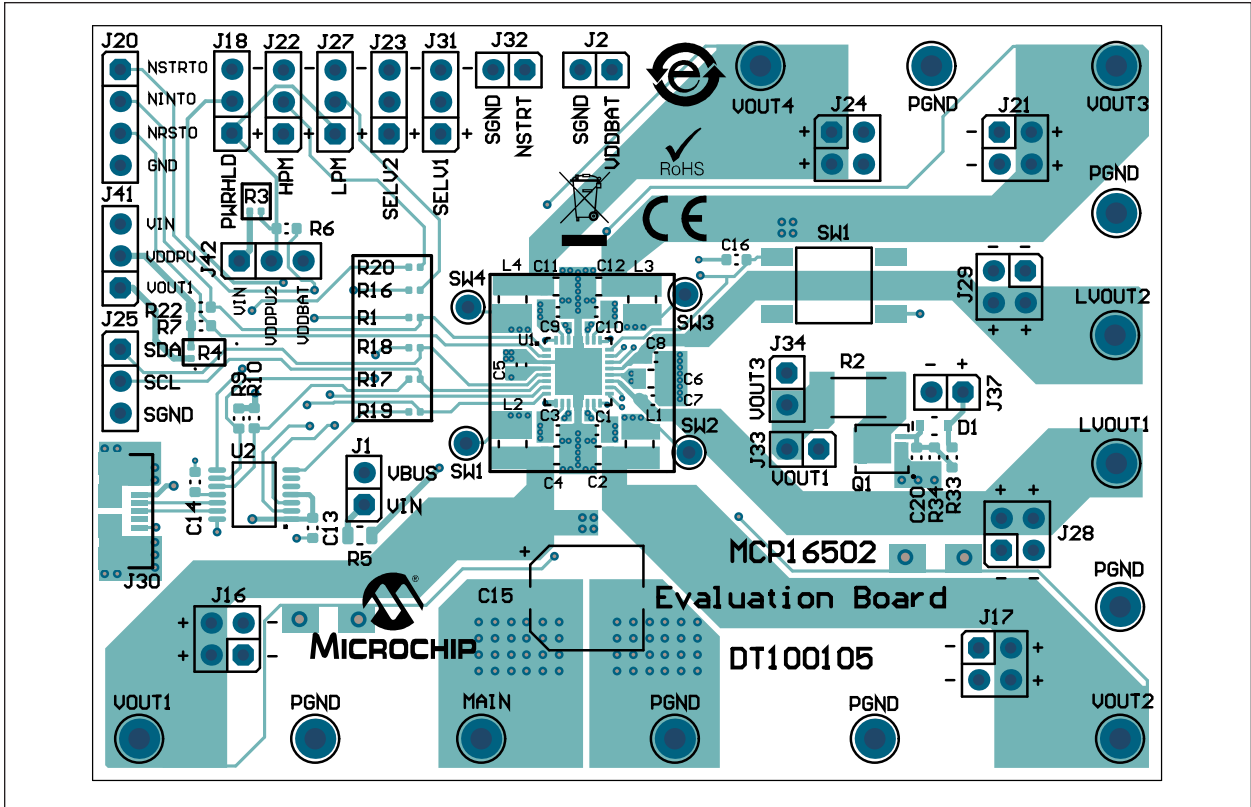 J20
J18
J22
J27
J23
J31
J32
J2
NSTRTO
NINTO
NRSTO
GND
- - - - -
+ + + + +
PWRHLD
HPM
LPM
SELV2
SELV1
SGND
NSTRT
SGND
VDDBAT
e
RoHS
CE
VOUT4
PGND
VOUT3
J24
J21
+
+
-
-
+
+
PGND
J41
VIN
VDDPU
VOUT1
R3
R6
J42
VIN
VDDPU2
VDDBAT
R22
R7
R4
J25
SDA
SCL
SGND
R9
R10
R20
R16
R1
R18
R17
R19
SW4
SW3
SW1
SW2
L4
C11
C12
L3
C9
C10
U1
C8
C5
C6
C7
L2
C3
C1
L1
C4
C2
C16
SW1
J29
- -
+ +
LVOUT2
J34
VOUT3
R2
- +
J37
D1
J33
VOUT1
Q1
C20
R34
R33
LVOUT1
+ +
J28
- -
PGND
U2
C14
C13
J30
J1
VBUS
VIN
R5
+
C15
MCP16502
Evaluation Board
DT100105
MICROCHIP
®
J16
+
+
-
-
J17
-
-
+
+
VOUT1
PGND
MAIN
PGND
PGND
VOUT2